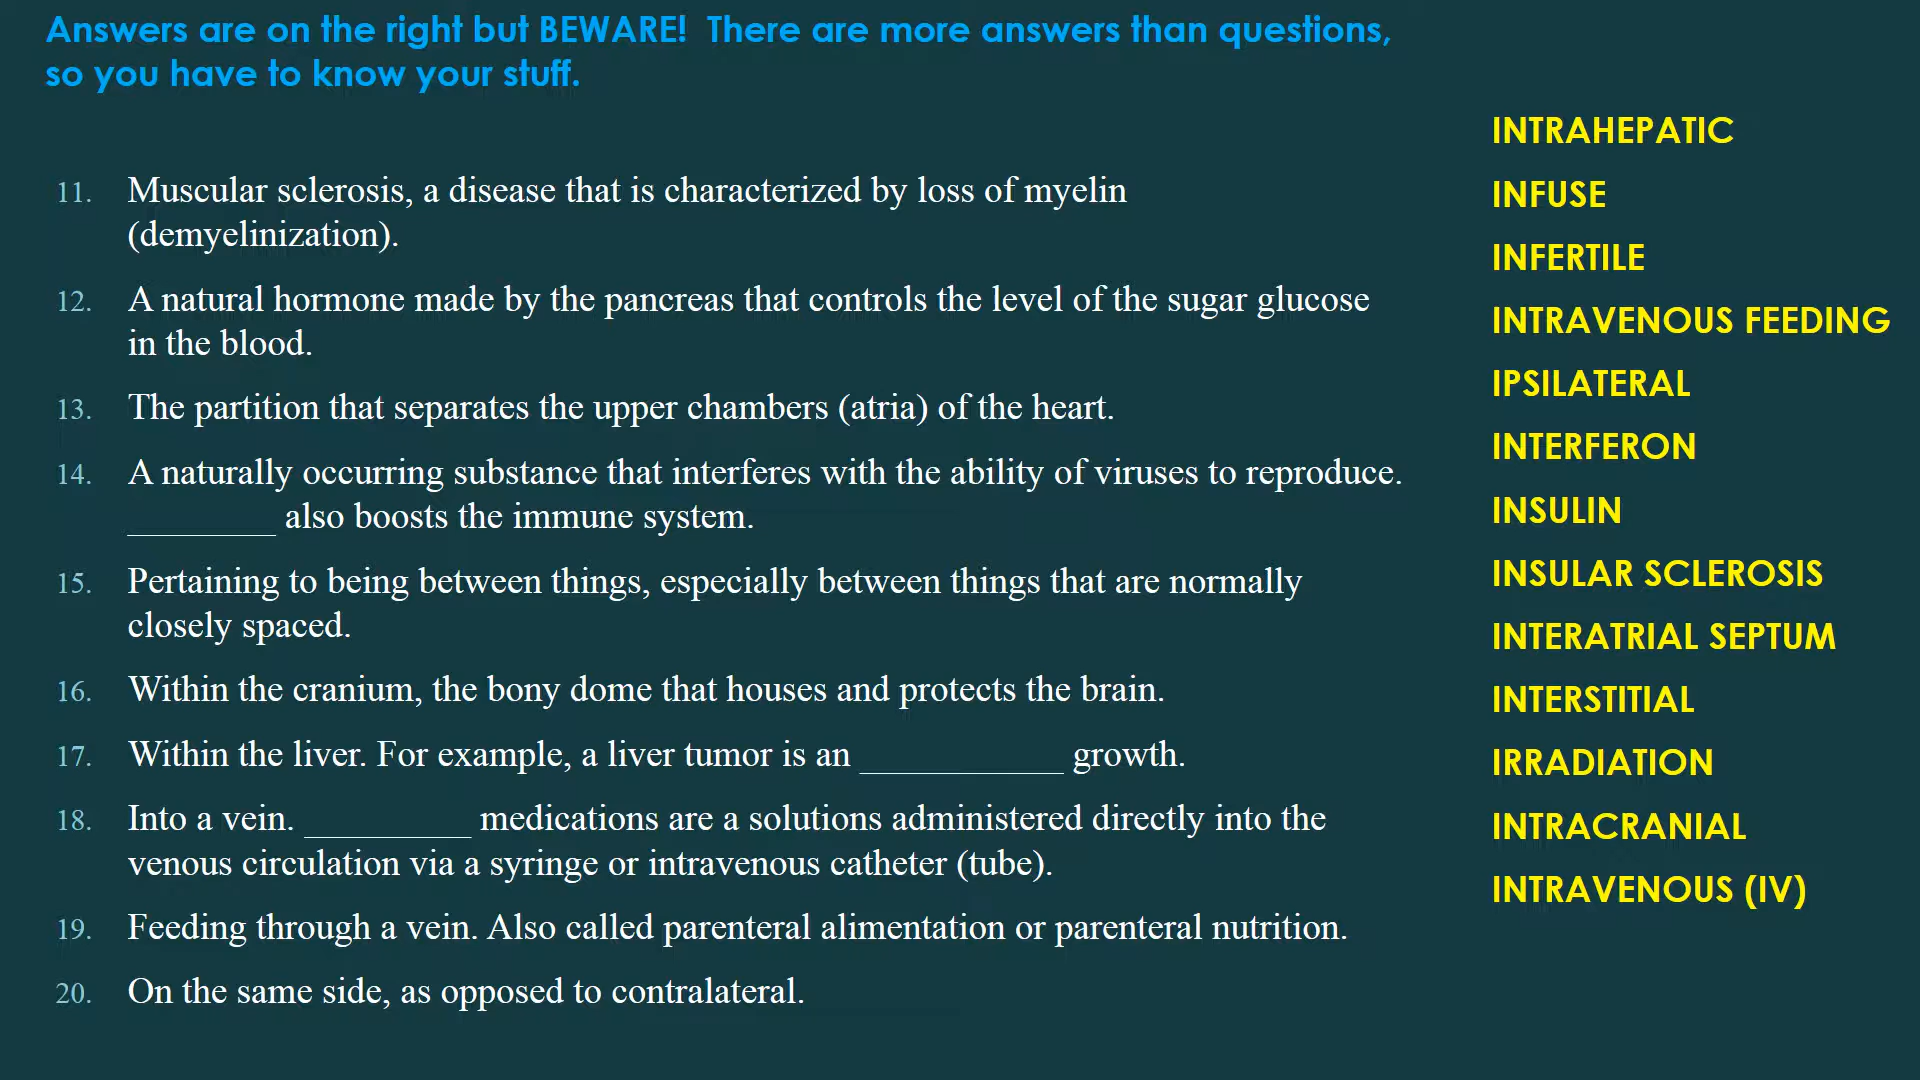 Answers are on the right but BEWARE! There are more answers than questions,
so you have to know your stuff.
11. Muscular sclerosis, a disease that is characterized by loss of myelin
(demyelinization).
12. A natural hormone made by the pancreas that controls the level of the sugar glucose
in the blood.
13. The partition that separates the upper chambers (atria) of the heart.
14. A naturally occurring substance that interferes with the ability of viruses to reproduce.
________ also boosts the immune system.
15. Pertaining to being between things, especially between things that are normally
closely spaced.
16. Within the cranium, the bony dome that houses and protects the brain.
17. Within the liver. For example, a liver tumor is an ___________ growth.
18. Into a vein. _________ medications are a solutions administered directly into the
venous circulation via a syringe or intravenous catheter (tube).
19. Feeding through a vein. Also called parenteral alimentation or parenteral nutrition.
20. On the same side, as opposed to contralateral.
INTRAHEPATIC
INFUSE
INFERTILE
INTRAVENOUS FEEDING
IPSILATERAL
INTERFERON
INSULIN
INSULAR SCLEROSIS
INTERATRIAL SEPTUM
INTERSTITIAL
IRRADIATION
INTRACRANIAL
INTRAVENOUS (IV)